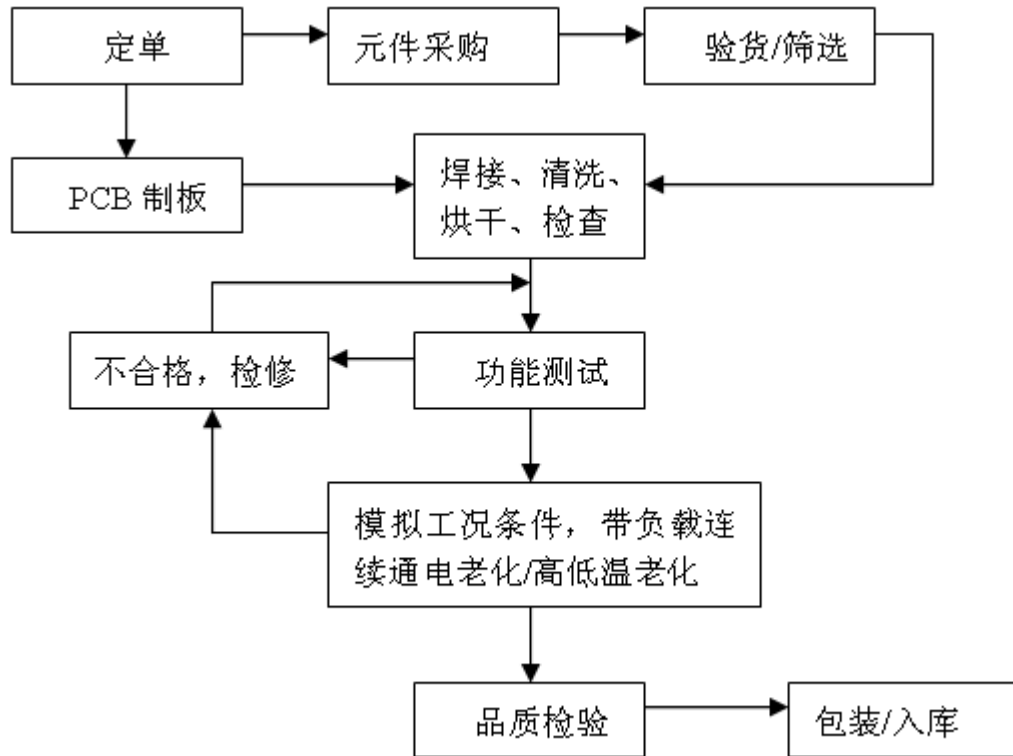 定单
元件采购
验货/筛选
PCB 制板
焊接、清洗、
烘干、检查
不合格，检修
功能测试
模拟工况条件，带负载连
续通电老化/高低温老化
品质检验
包装/入库